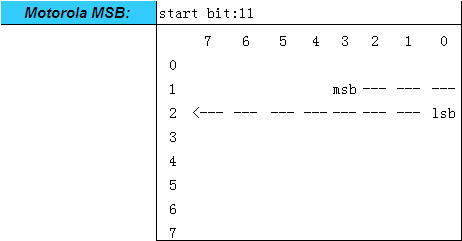 Motorola MSB: start bit:11
7 6 5 4 3 2 1 0
0
1 msb --- --- ---
2 <--- --- --- --- --- --- --- lsb
3
4
5
6
7